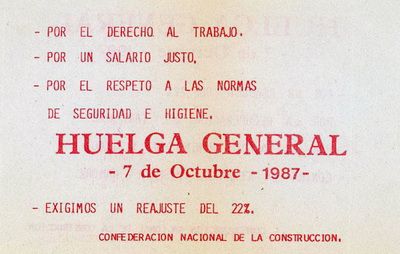 - POR EL DERECHO AL TRABAJO.
- POR UN SALARIO JUSTO.
- POR EL RESPETO A LAS NORMAS
DE SEGURIDAD E HIGIENE.
HUELGA GENERAL
- 7 de Octubre - 1987-
- EXIGIMOS UN REAJUSTE DEL 22%.
CONFEDERACION NACIONAL DE LA CONSTRUCCION.